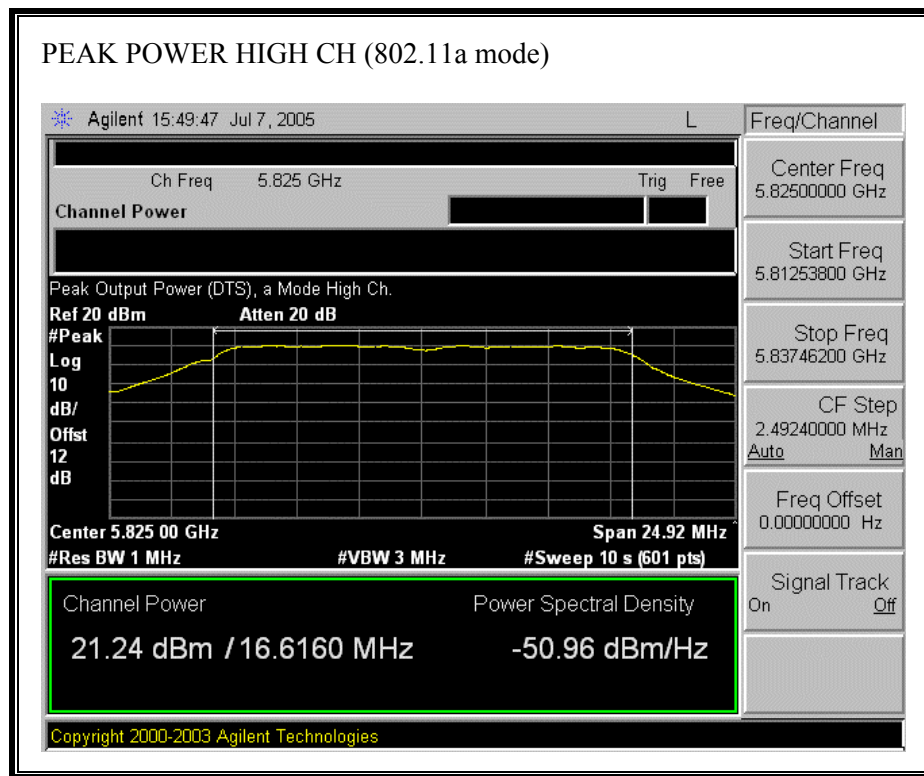 PEAK POWER HIGH CH (802.11a mode)
Agilent 15:49:47 Jul 7, 2005 L
Freq/Channel
Ch Freq 5.825 GHz Trig Free
Channel Power
Center Freq
5.82500000 GHz
Start Freq
5.81253800 GHz
Stop Freq
5.83746200 GHz
CF Step
2.49240000 MHz
Auto Man
Freq Offset
0.00000000 Hz
Signal Track
On Off
Peak Output Power (DTS), a Mode High Ch.
Ref 20 dBm Atten 20 dB
#Peak
Log
10
dB/
Offst
12
dB
Center 5.825 00 GHz Span 24.92 MHz
#Res BW 1 MHz #VBW 3 MHz #Sweep 10 s (601 pts)
Channel Power Power Spectral Density
21.24 dBm / 16.6160 MHz -50.96 dBm/Hz
Copyright 2000-2003 Agilent Technologies